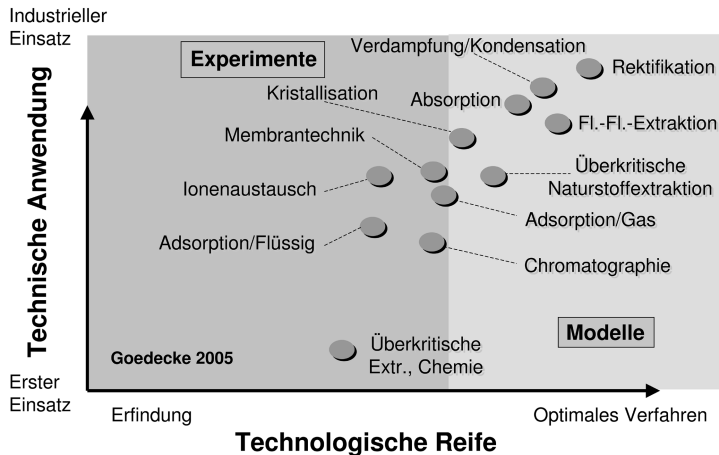 Industrieller
Einsatz
Technische Anwendung
Experimente
Verdampfung/Kondensation
Rektifikation
Kristallisation
Absorption
Fl.-Fl.-Extraktion
Membrantechnik
Überkritische
Naturstoffextraktion
Ionenaustausch
Adsorption/Gas
Adsorption/Flüssig
Chromatographie
Modelle
Überkritische
Extr., Chemie
Goedecke 2005
Erster
Einsatz
Erfindung
Optimales Verfahren
Technologische Reife